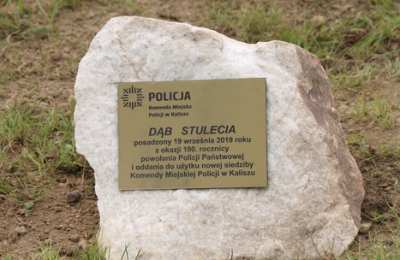 POLICJA
Komenda Miejska
Policji w Kaliszu
DĄB STULECIA
posadzony 19 września 2019 roku
z okazji 100. rocznicy
powołania Policji Państwowej
i oddania do użytku nowej siedziby
Komendy Miejskiej Policji w Kaliszu